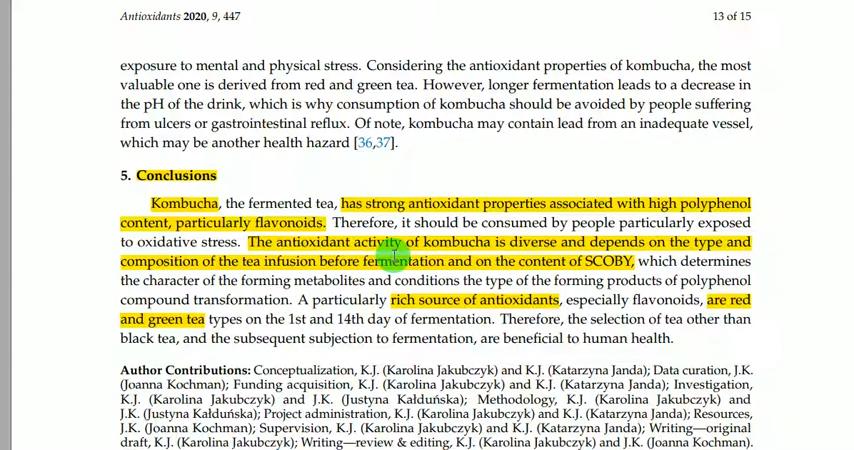 Antioxidants 2020, 9, 447
13 of 15
exposure to mental and physical stress. Considering the antioxidant properties of kombucha, the most
valuable one is derived from red and green tea. However, longer fermentation leads to a decrease in
the pH of the drink, which is why consumption of kombucha should be avoided by people suffering
from ulcers or gastrointestinal reflux. Of note, kombucha may contain lead from an inadequate vessel,
which may be another health hazard [36,37].
5. Conclusions
Kombucha, the fermented tea, has strong antioxidant properties associated with high polyphenol
content, particularly flavonoids. Therefore, it should be consumed by people particularly exposed
to oxidative stress. The antioxidant activity of kombucha is diverse and depends on the type and
composition of the tea infusion before fermentation and on the content of SCOBY, which determines
the character of the forming metabolites and conditions the type of the forming products of polyphenol
compound transformation. A particularly rich source of antioxidants, especially flavonoids, are red
and green tea types on the 1st and 14th day of fermentation. Therefore, the selection of tea other than
black tea, and the subsequent subjection to fermentation, are beneficial to human health.
Author Contributions: Conceptualization, K.J. (Karolina Jakubczyk) and K.J. (Katarzyna Janda); Data curation, J.K.
(Joanna Kochman); Funding acquisition, K.J. (Karolina Jakubczyk) and K.J. (Katarzyna Janda); Investigation,
K.J. (Karolina Jakubczyk) and J.K. (Justyna Kałduńska); Methodology, K.J. (Karolina Jakubczyk) and
J.K. (Justyna Kałduńska); Project administration, K.J. (Karolina Jakubczyk) and K.J. (Katarzyna Janda); Resources,
J.K. (Joanna Kochman); Supervision, K.J. (Katarzyna Janda); Writing—original
draft, K.J. (Karolina Jakubczyk); Writing—review & editing, K.J. (Karolina Jakubczyk) and J.K. (Joanna Kochman).